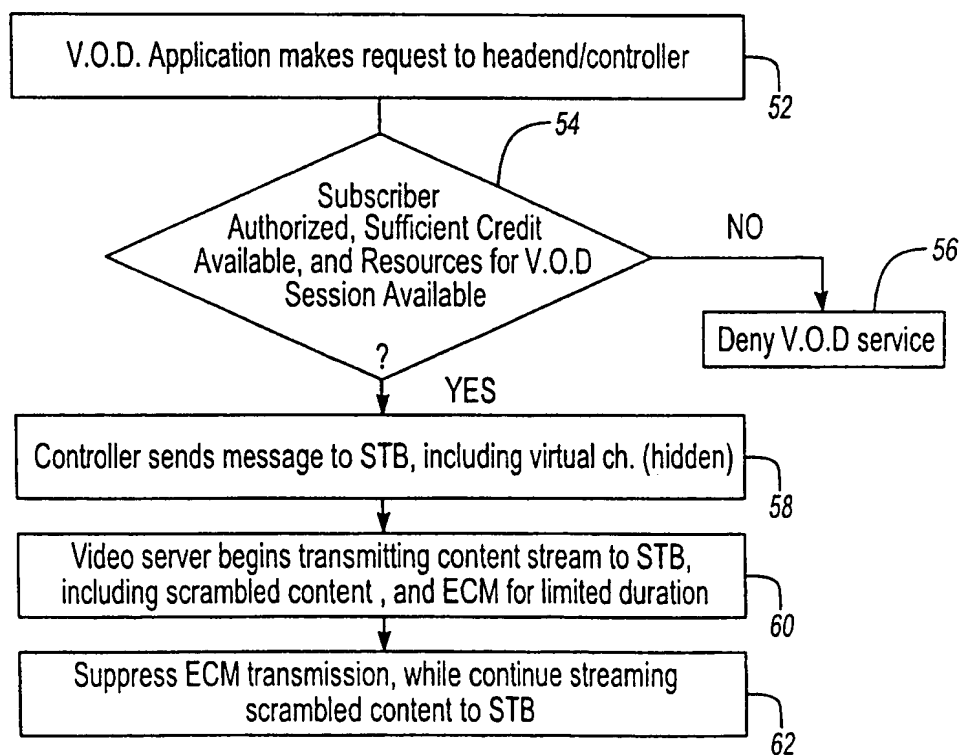 V.O.D. Application makes request to headend/controller
52
54
Subscriber
Authorized, Sufficient Credit
Available, and Resources for V.O.D
Session Available
?
NO
56
Deny V.O.D service
YES
Controller sends message to STB, including virtual ch. (hidden)
58
Video server begins transmitting content stream to STB,
including scrambled content , and ECM for limited duration
60
Suppress ECM transmission, while continue streaming
scrambled content to STB
62